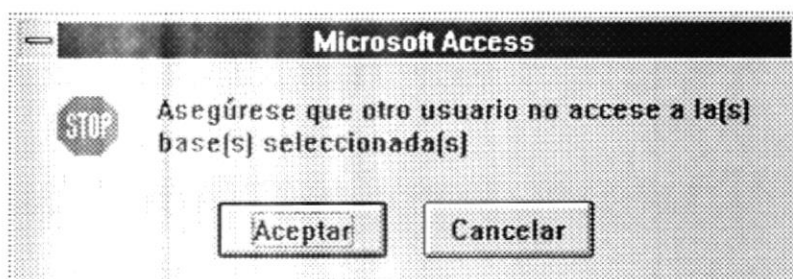 Microsoft Access
STOP
Asegúrese que otro usuario no accese a la(s)
base(s) seleccionada(s)
Aceptar
Cancelar